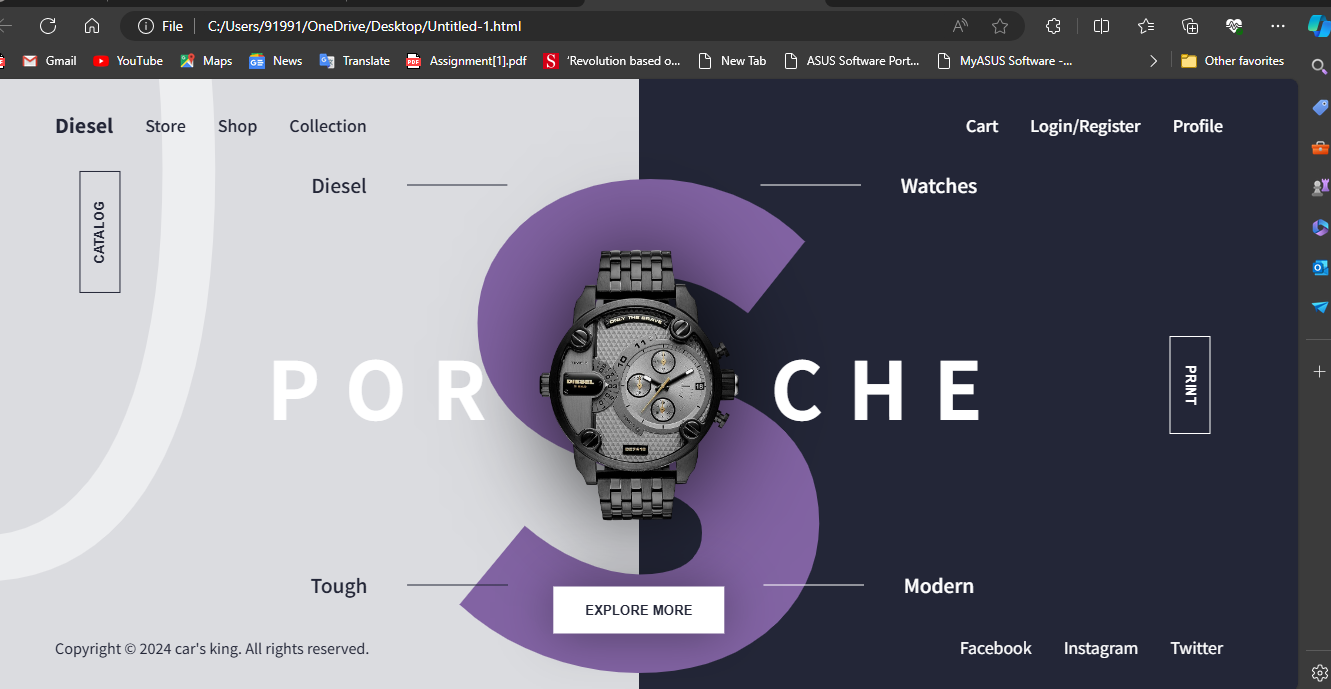 File C:/Users/91991/OneDrive/Desktop/Untitled-1.html
Gmail YouTube Maps News Translate Assignment[1].pdf 'Revolution based o... New Tab ASUS Software Port... MyASUS Software -... Other favorites
Diesel Store Shop Collection Cart Login/Register Profile
Diesel Watches
CATALOG
ONLY THE BRAVE
11
10
DIESEL
PORSCHE
PRINT
Tough Modern
EXPLORE MORE
Copyright © 2024 car's king. All rights reserved. Facebook Instagram Twitter